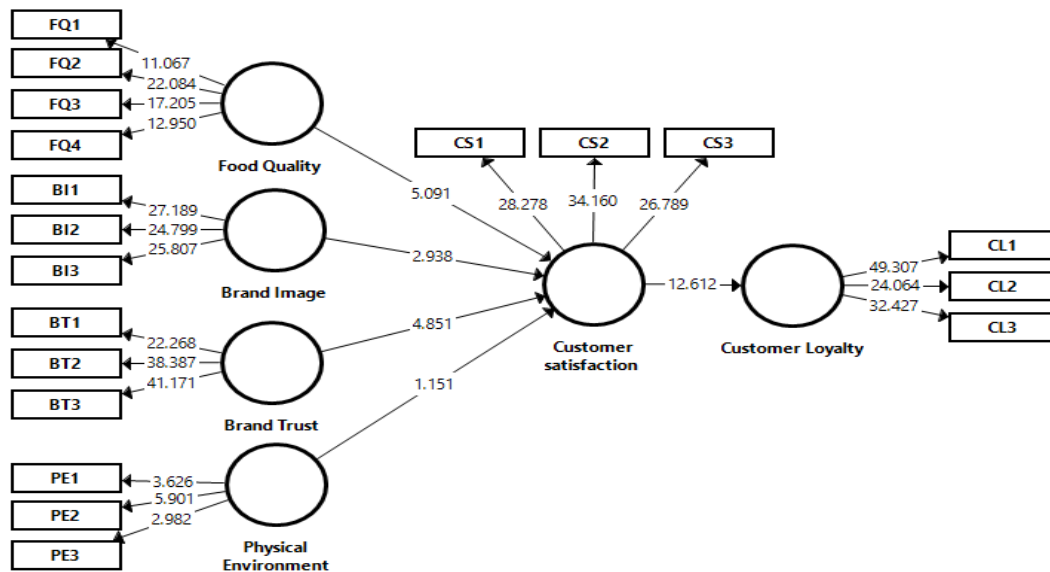 FQ1
11.067
FQ2
22.084
FQ3
17.205
12.950
FQ4
Food Quality
CS1
CS2
CS3
28.278
34.160
26.789
5.091
BI1
27.189
BI2
24.799
25.807
BI3
Brand Image
2.938
12.612
CL1
49.307
CL2
24.064
32.427
CL3
Customer
satisfaction
Customer Loyalty
BT1
22.268
BT2
38.387
41.171
BT3
Brand Trust
4.851
1.151
PE1
3.626
5.901
PE2
2.982
PE3
Physical
Environment